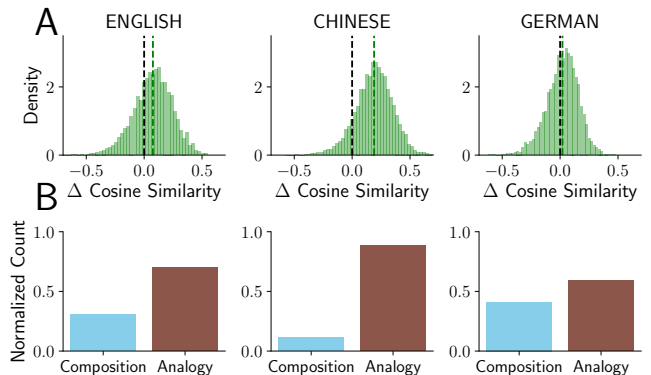 A
ENGLISH
CHINESE
GERMAN
Density
2
0
−0.5 0.0 0.5
Δ Cosine Similarity
2
0
−0.5 0.0 0.5
Δ Cosine Similarity
2
0
−0.5 0.0 0.5
Δ Cosine Similarity
B
Normalized Count
1.0
0.5
0.0
Composition Analogy
1.0
0.5
0.0
Composition Analogy
1.0
0.5
0.0
Composition Analogy